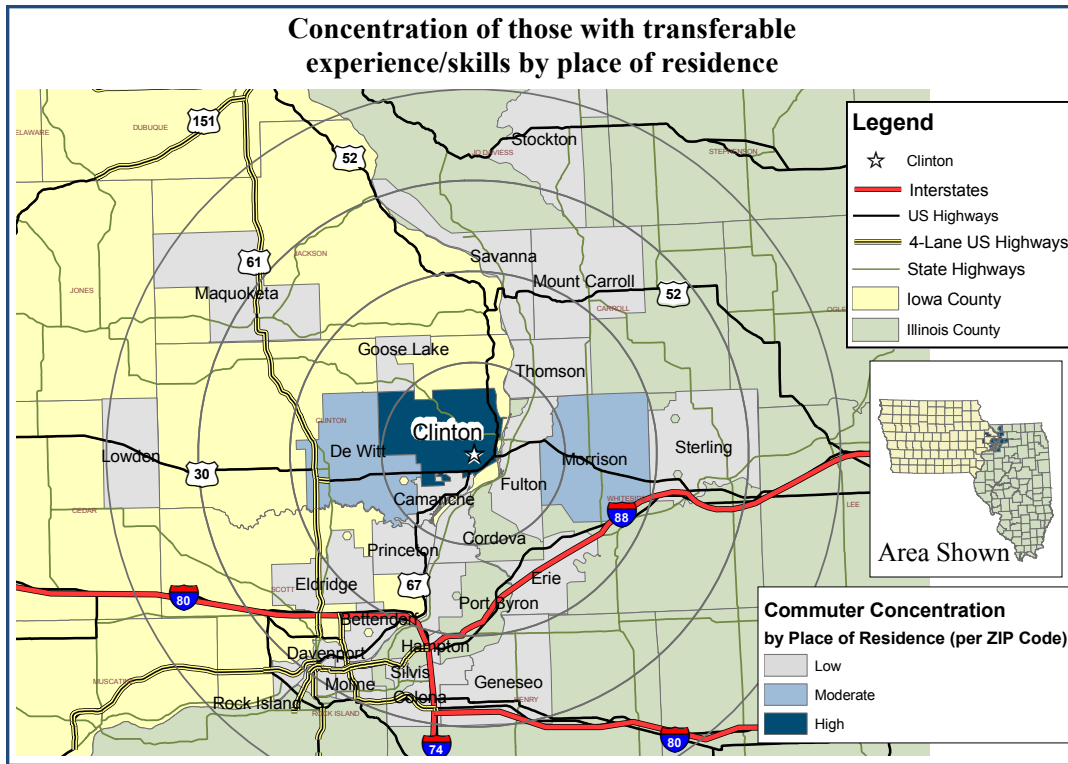 Concentration of those with transferable
experience/skills by place of residence
DELAWARE
DUBUQUE
151
52
JO DAVIESS
Stockton
STEPHENSON
Legend
Clinton
Interstates
US Highways
4-Lane US Highways
State Highways
Iowa County
Illinois County
61
JACKSON
Savanna
Mount Carroll
52
JONES
Maquoketa
CARROLL
OGLE
Goose Lake
Thomson
CLINTON
Clinton
De Witt
Lowden
30
Morrison
Sterling
Fulton
Camanche
WHITESIDE
88
LEE
CEDAR
Cordova
Princeton
Area Shown
67
Erie
Eldridge
SCOTT
80
Port Byron
Bettendorf
Hampton
Davenport
Silvis
Moline
Geneseo
MUSCATINE
Rock Island
Colona
HENRY
ROCK ISLAND
74
80
Commuter Concentration
by Place of Residence (per ZIP Code)
Low
Moderate
High